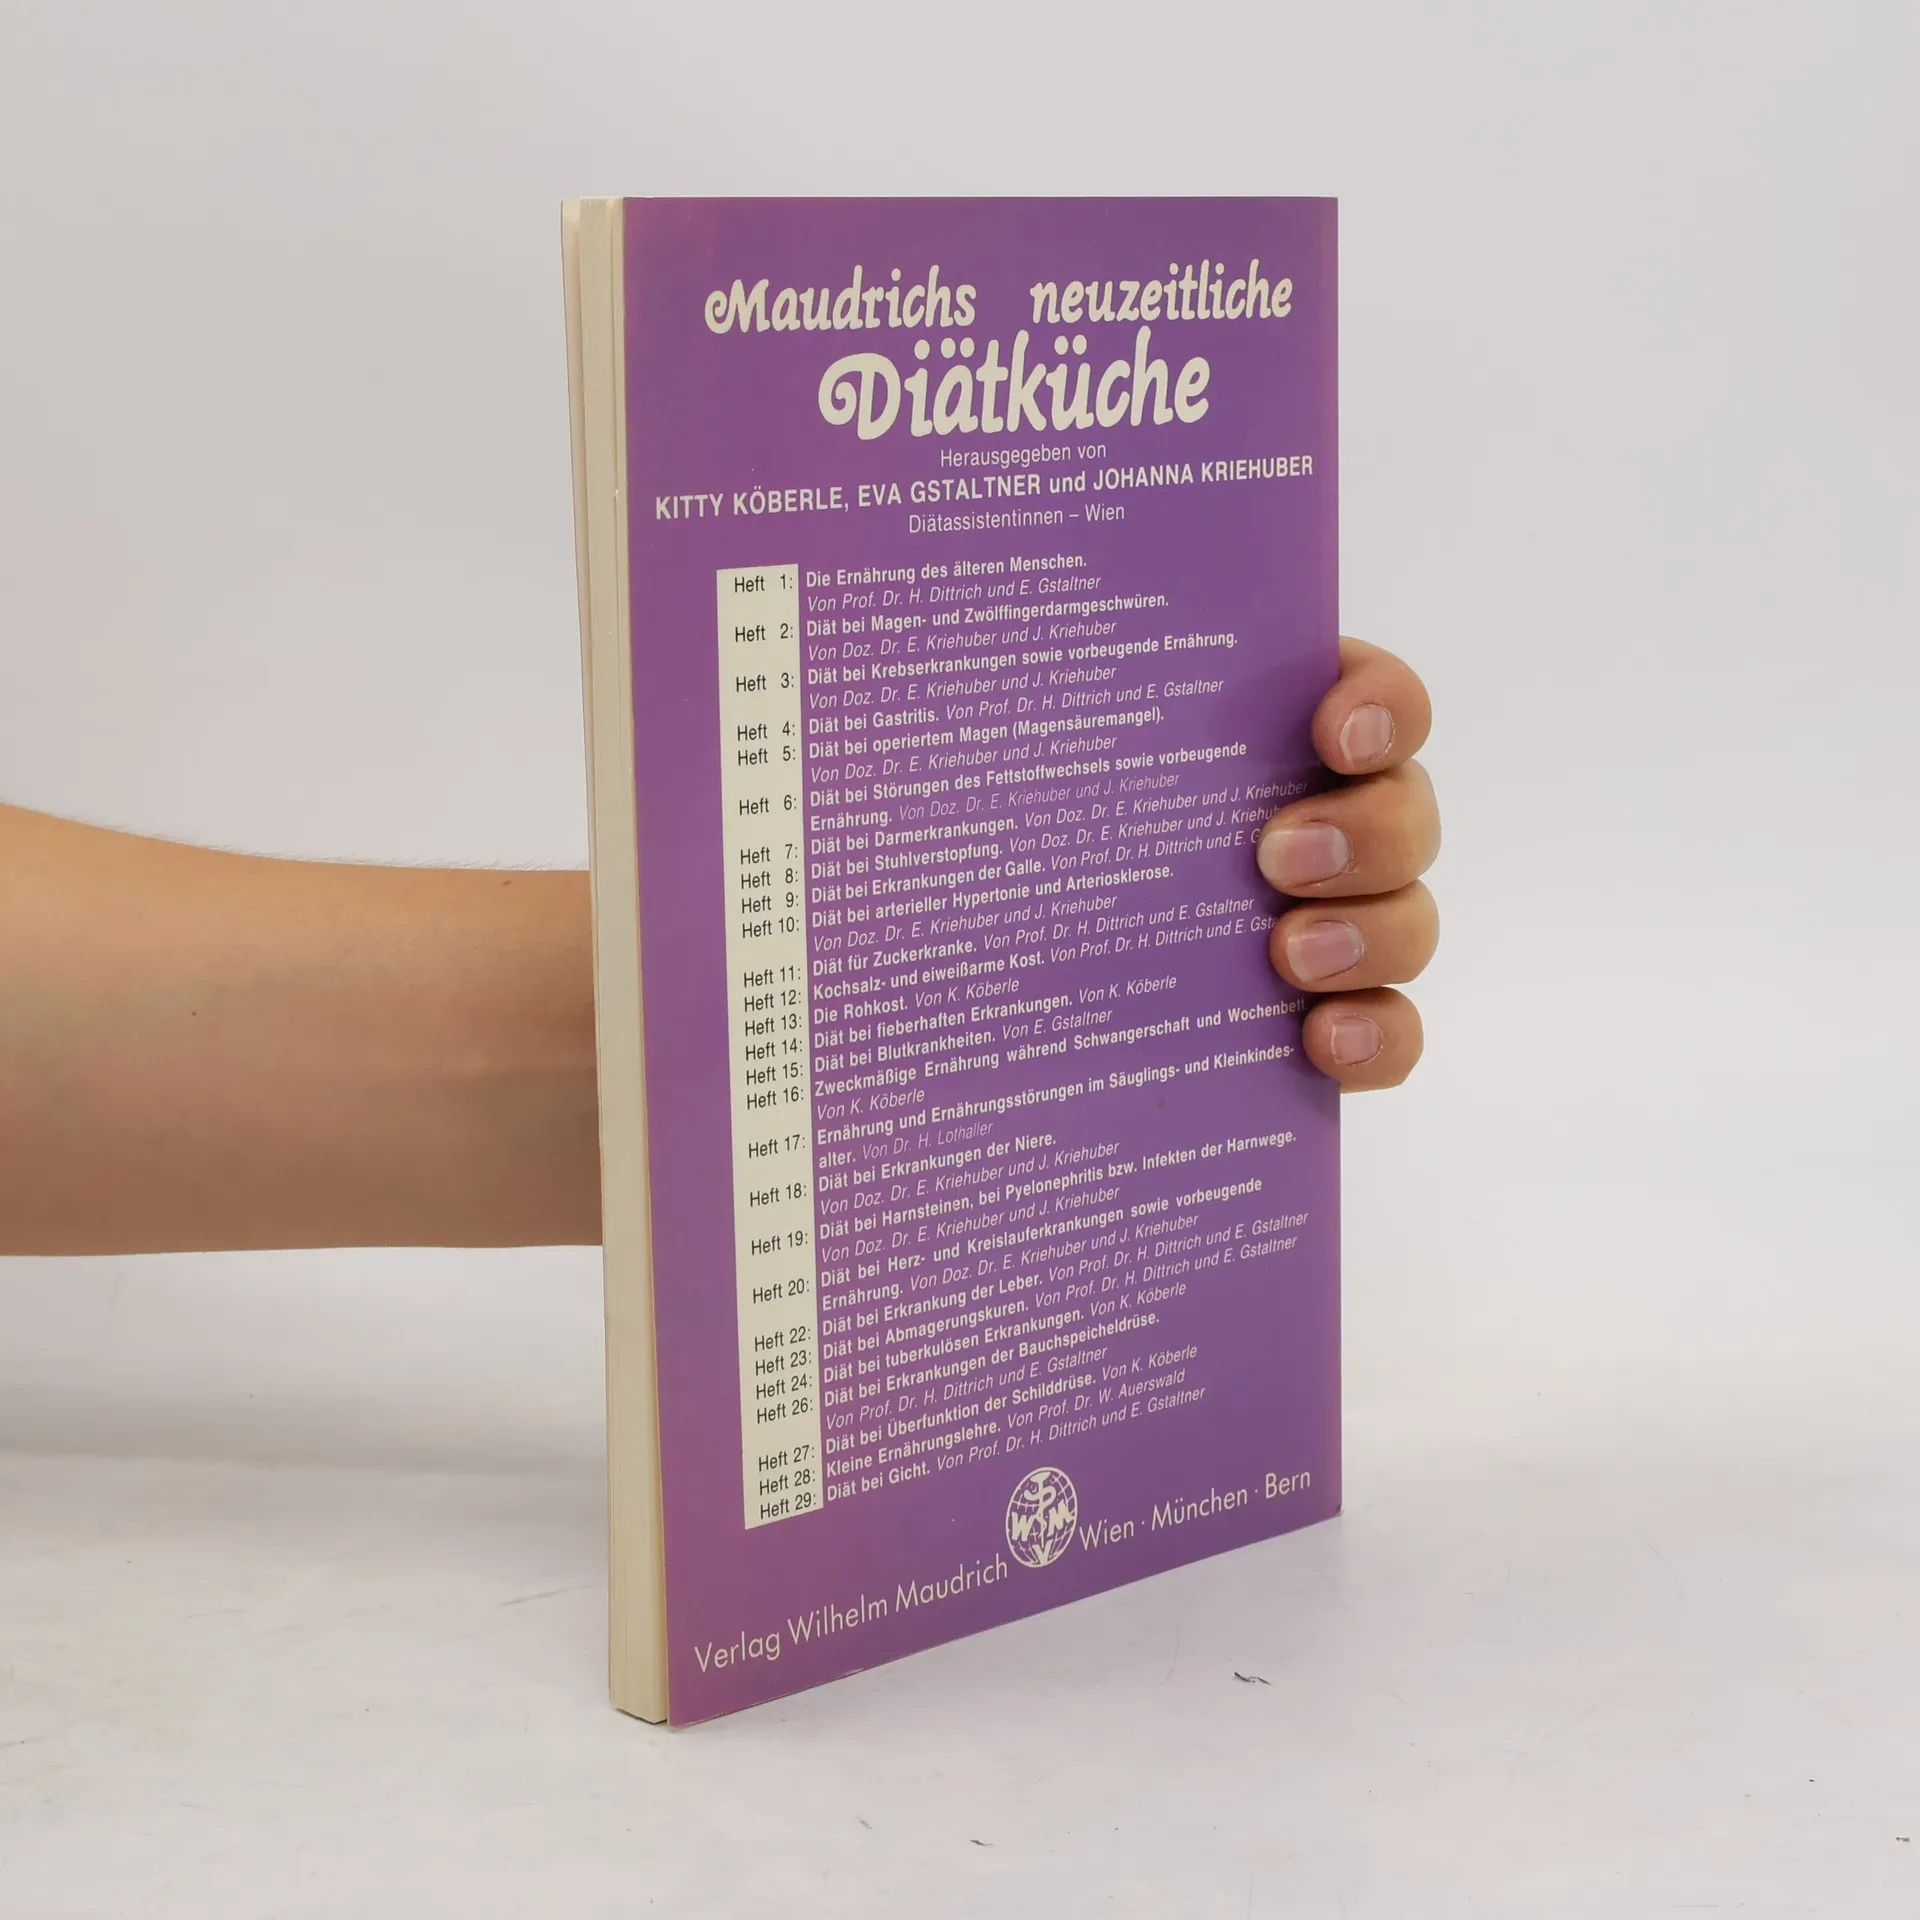 Maudrichs neuzeitliche
Diätküche
Herausgegeben von
KITTY KÖBERLE, EVA GSTALTNER und JOHANNA KRIEHUBER
Diätassistentinnen – Wien
Heft 1: Die Ernährung des älteren Menschen.
Von Prof. Dr. H. Dittrich und E. Gstaltner
Heft 2: Diät bei Magen- und Zwölffingerdarmgeschwüren.
Von Doz. Dr. E. Kriehuber und J. Kriehuber
Heft 3: Diät bei Krebserkrankungen sowie vorbeugende Ernährung.
Von Doz. Dr. E. Kriehuber und J. Kriehuber
Heft 4: Diät bei Gastritis. Von Prof. Dr. H. Dittrich und E. Gstaltner
Heft 5: Diät bei operiertem Magen (Magensäuremangel).
Von Doz. Dr. E. Kriehuber und J. Kriehuber
Heft 6: Diät bei Störungen des Fettstoffwechsels sowie vorbeugende
Ernährung. Von Doz. Dr. E. Kriehuber und J. Kriehuber
Heft 7: Diät bei Darmerkrankungen. Von Doz. Dr. E. Kriehuber und J. Kriehuber
Heft 8: Diät bei Stuhlverstopfung. Von Doz. Dr. E. Kriehuber und J.
Heft 9: Diät bei Erkrankungen der Galle. Von Prof. Dr. H. Dittrich und E.
Heft 10: Diät bei arterieller Hypertonie und Arteriosklerose.
Von Doz. Dr. E. Kriehuber und J. Kriehuber
Heft 11: Diät für Zuckerkranke. Von Prof. Dr. H. Dittrich und E. Gstaltner
Heft 12: Kochsalz- und eiweißarme Kost. Von Prof. Dr. H. Dittrich und E.
Heft 13: Die Rohkost. Von K. Köberle
Heft 14: Diät bei fieberhaften Erkrankungen. Von K. Köberle
Heft 15: Diät bei Blutkrankheiten. Von E. Gstaltner
Heft 16: Zweckmäßige Ernährung während Schwangerschaft und Wochenbett
Von K. Köberle
Heft 17: Ernährung und Ernährungsstörungen im Säuglings- und Kleinkindes-
alter. Von Dr. H. Lothaller
Heft 18: Diät bei Erkrankungen der Niere.
Von Doz. Dr. E. Kriehuber und J. Kriehuber
Heft 19: Diät bei Harnsteinen, bei Pyelonephritis bzw. Infekten der Harnwege.
Von Doz. Dr. E. Kriehuber und J. Kriehuber
Heft 20: Diät bei Herz- und Kreislauferkrankungen sowie vorbeugende
Ernährung. Von Doz. Dr. E. Kriehuber und J. Kriehuber
Heft 22: Diät bei Erkrankung der Leber. Von Prof. Dr. H. Dittrich und E. Gstaltner
Heft 23: Diät bei Abmagerungskuren. Von Prof. Dr. H. Dittrich und E. Gstaltner
Heft 24: Diät bei tuberkulösen Erkrankungen. Von K. Köberle
Heft 26: Diät bei Erkrankungen der Bauchspeicheldrüse.
Von Prof. Dr. H. Dittrich und E. Gstaltner
Heft 27: Diät bei Überfunktion der Schilddrüse. Von K. Köberle
Heft 28: Kleine Ernährungslehre. Von Prof. Dr. W. Auerswald
Heft 29: Diät bei Gicht. Von Prof. Dr. H. Dittrich und E. Gstaltner
W M V
Verlag Wilhelm Maudrich Wien · München · Bern